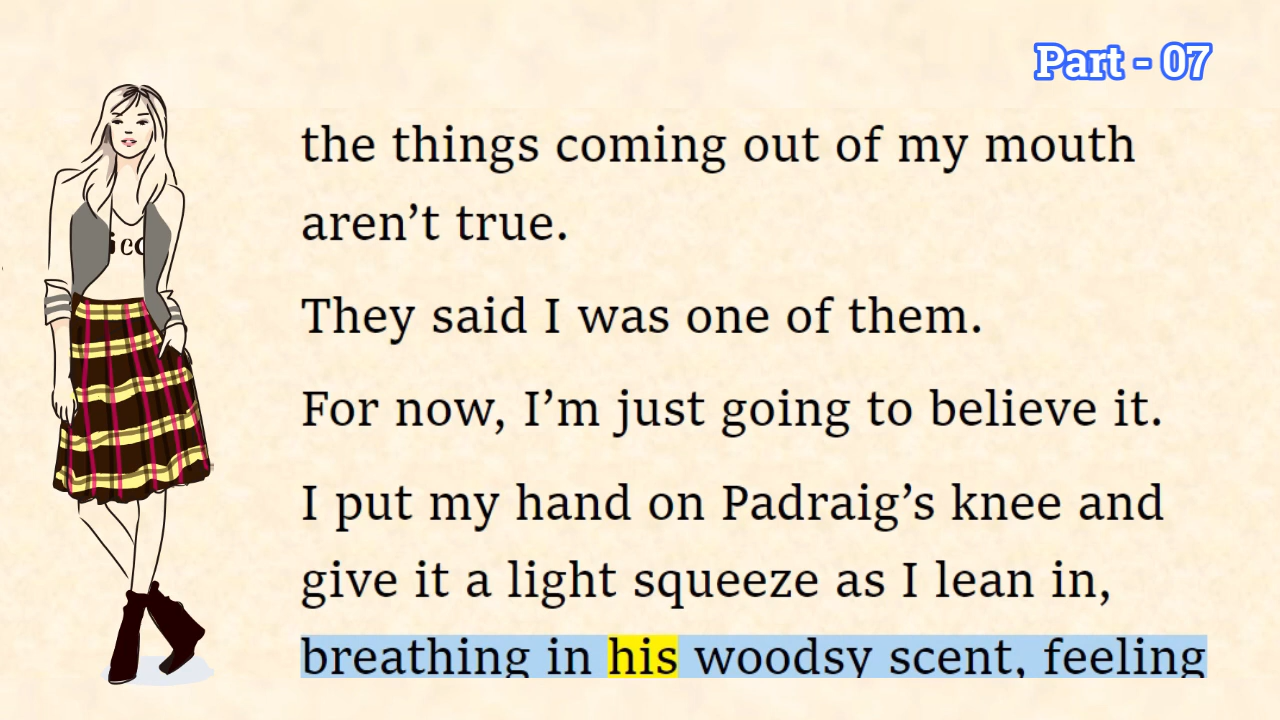 Part - 07
the things coming out of my mouth
aren’t true.
They said I was one of them.
For now, I’m just going to believe it.
I put my hand on Padraig’s knee and
give it a light squeeze as I lean in,
breathing in his woodsy scent, feeling